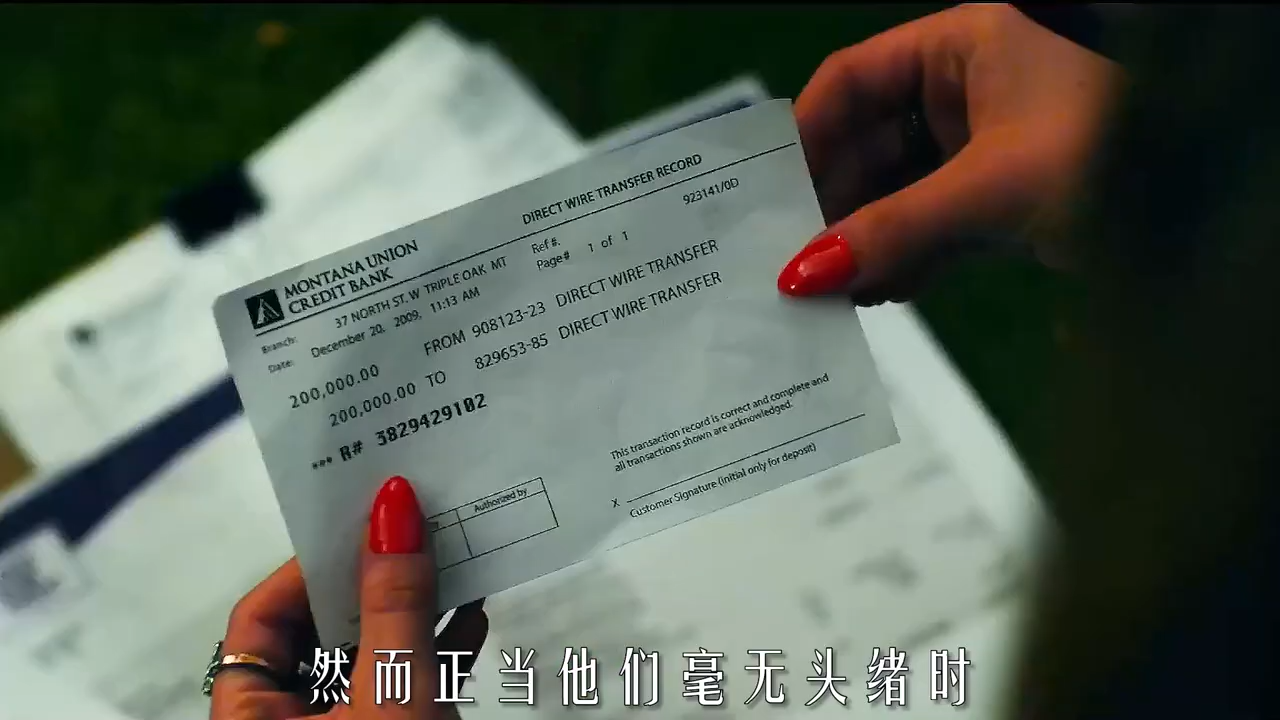 DIRECT WIRE TRANSFER RECORD
MONTANA UNION
CREDIT BANK
Ref #. 923141/0D
Page# 1 of 1
Branch: 37 NORTH ST. W TRIPLE OAK MT
Date: December 20, 2009, 11:13 AM
200,000.00 FROM 908123-23 DIRECT WIRE TRANSFER
200,000.00 TO 829653-85 DIRECT WIRE TRANSFER
*** R# 3829429102
This transaction record is correct and complete and
all transactions shown are acknowledged.
X
Customer Signature (initial only for deposit)
Authorized by
然而正当他们毫无头绪时